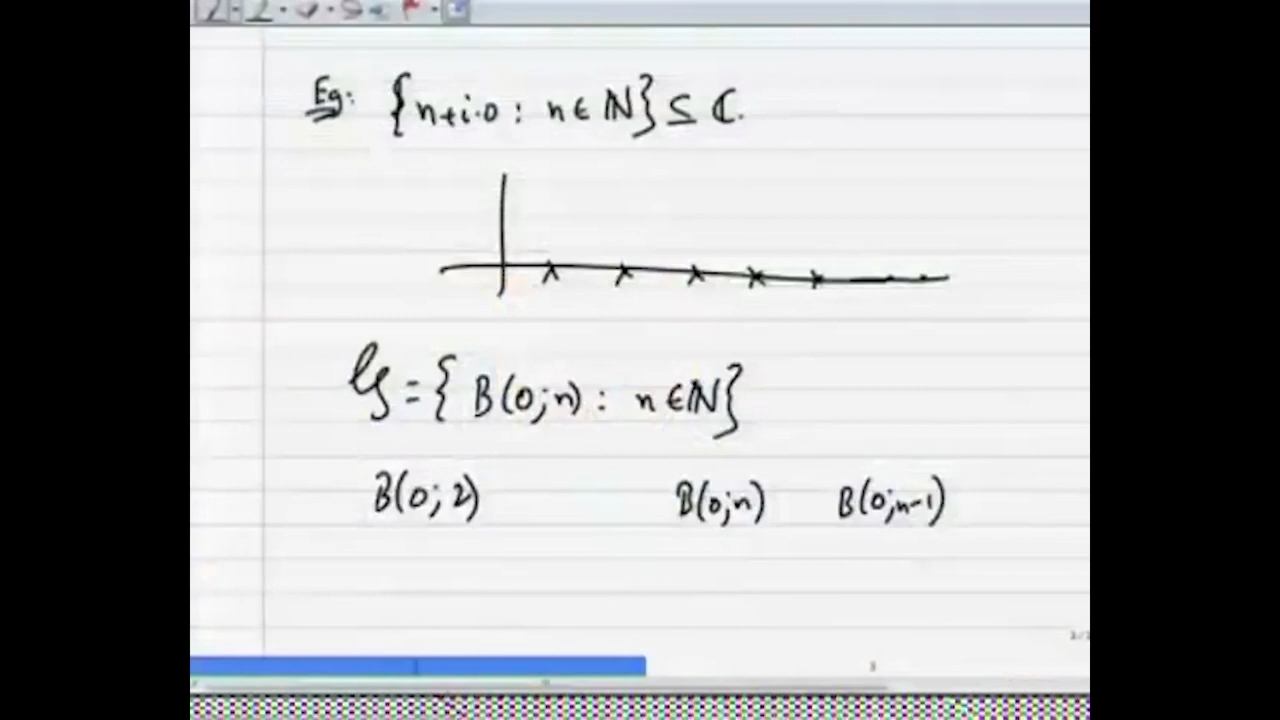 Eg: {n+i·0 : n ∈ ℕ} ⊆ ℂ.
𝒢 = { B(0;n) : n ∈ ℕ}
B(0;2) B(0;n) B(0;n-1)